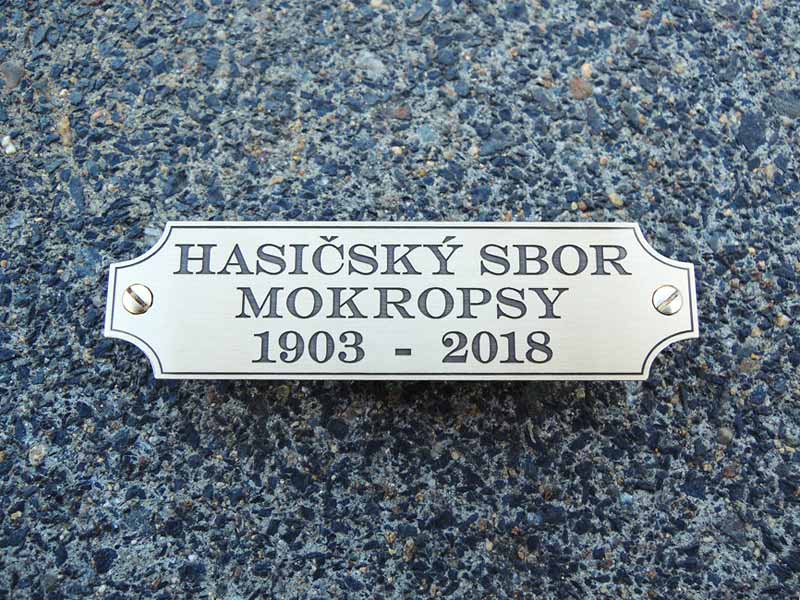 HASIČSKÝ SBOR
MOKROPSY
1903 - 2018